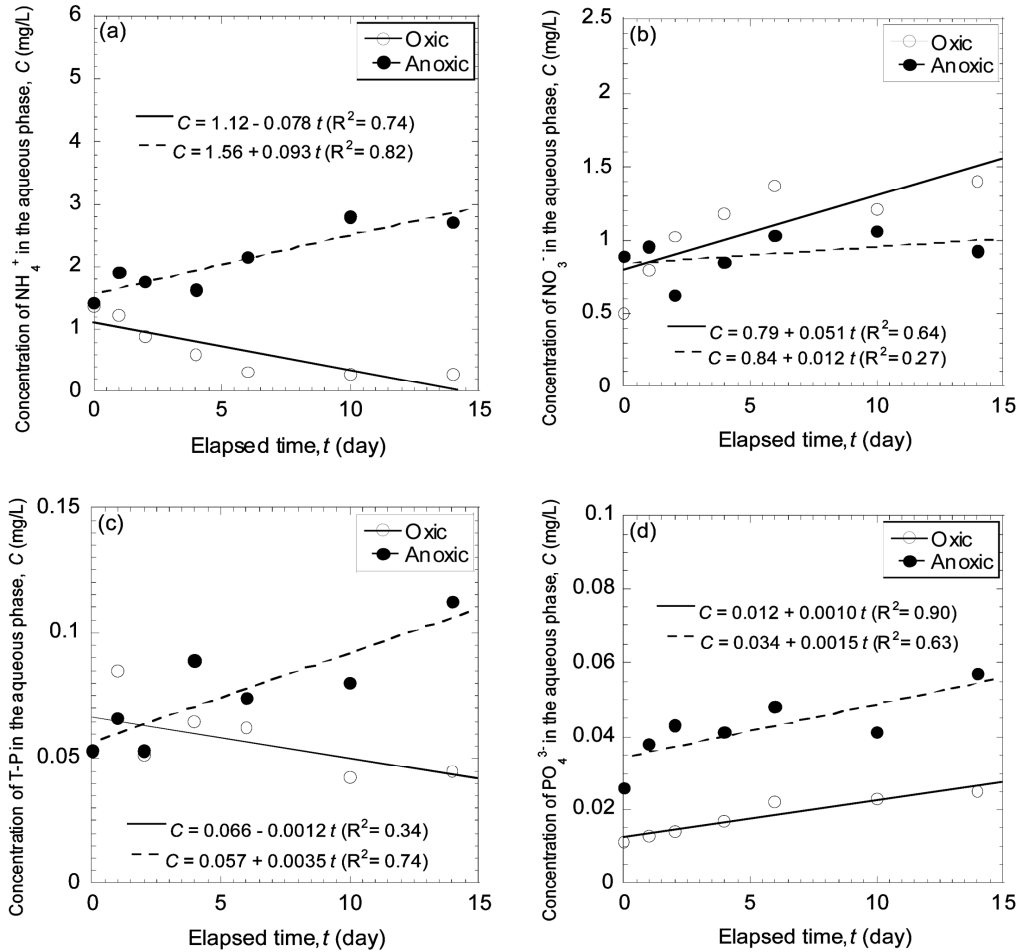 (a)
Oxic
Anoxic
C = 1.12 - 0.078 t (R²= 0.74)
C = 1.56 + 0.093 t (R²= 0.82)
Concentration of NH₄⁺ in the aqueous phase, C (mg/L)
6
5
4
3
2
1
0
0 5 10 15
Elapsed time, t (day)
(b)
Oxic
Anoxic
C = 0.79 + 0.051 t (R²= 0.64)
C = 0.84 + 0.012 t (R²= 0.27)
Concentration of NO₃⁻ in the aqueous phase, C (mg/L)
2.5
2
1.5
1
0.5
0
0 5 10 15
Elapsed time, t (day)
(c)
Oxic
Anoxic
C = 0.066 - 0.0012 t (R²= 0.34)
C = 0.057 + 0.0035 t (R²= 0.74)
Concentration of T-P in the aqueous phase, C (mg/L)
0.15
0.1
0.05
0
0 5 10 15
Elapsed time, t (day)
(d)
Oxic
Anoxic
C = 0.012 + 0.0010 t (R²= 0.90)
C = 0.034 + 0.0015 t (R²= 0.63)
Concentration of PO₄³⁻ in the aqueous phase, C (mg/L)
0.1
0.08
0.06
0.04
0.02
0
0 5 10 15
Elapsed time, t (day)